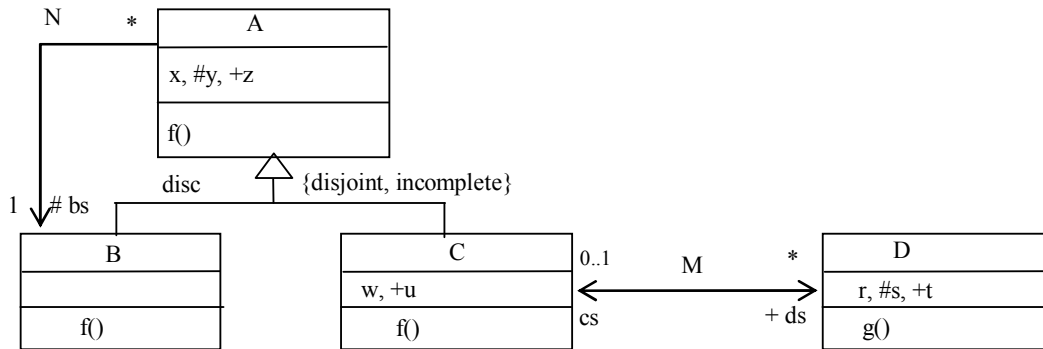 N
*
A
x, #y, +z
f()
disc
{disjoint, incomplete}
1
# bs
B
f()
C
w, +u
f()
0..1
M
*
cs
+ ds
D
r, #s, +t
g()